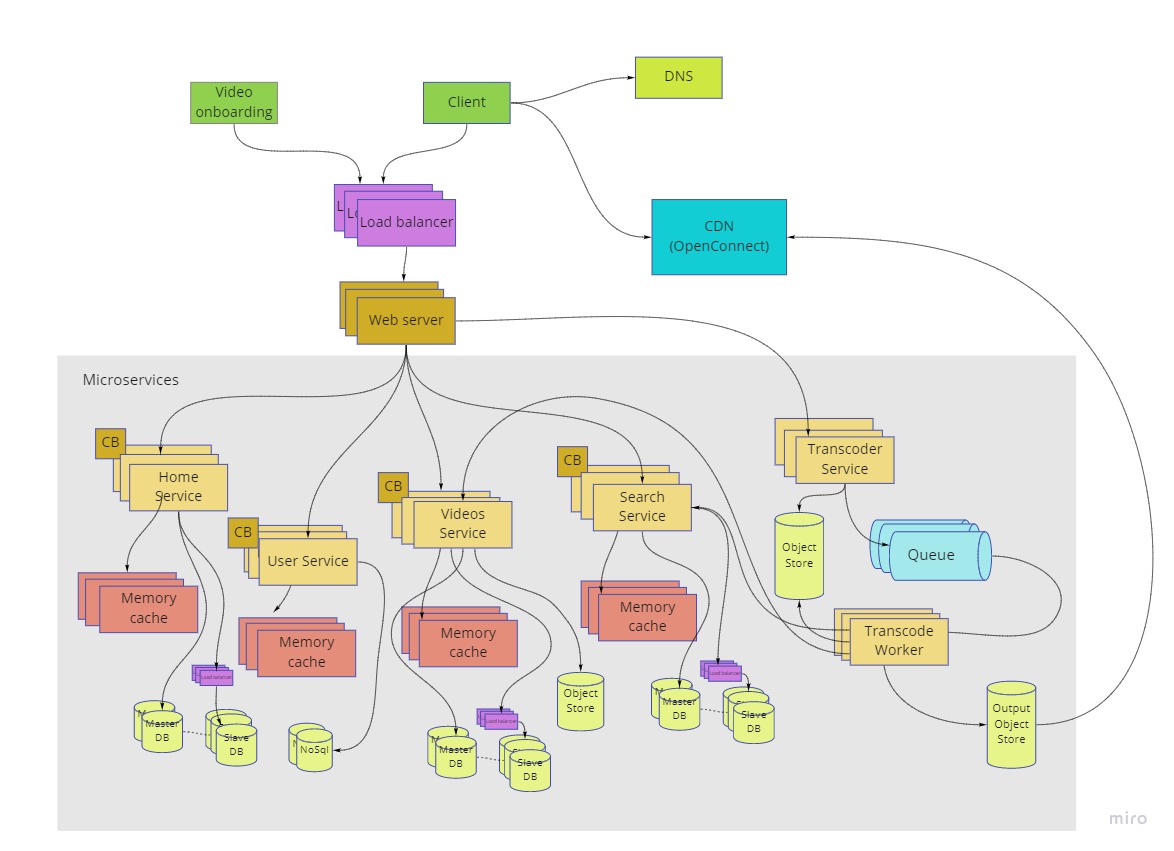 DNS
Video
onboarding
Client
L
Lo
Load balancer
CDN
(OpenConnect)
Web server
Microservices
CB
Home
Service
CB
User Service
CB
Videos
Service
CB
Search
Service
Transcoder
Service
Object
Store
Queue
Memory
cache
Memory
cache
Memory
cache
Memory
cache
Transcode
Worker
Load balancer
Load balancer
Load balancer
Object
Store
Output
Object
Store
M
Master
DB
Slave
DB
N
NoSql
M
Master
DB
S
Slave
DB
M
Master
DB
Slave
DB
miro